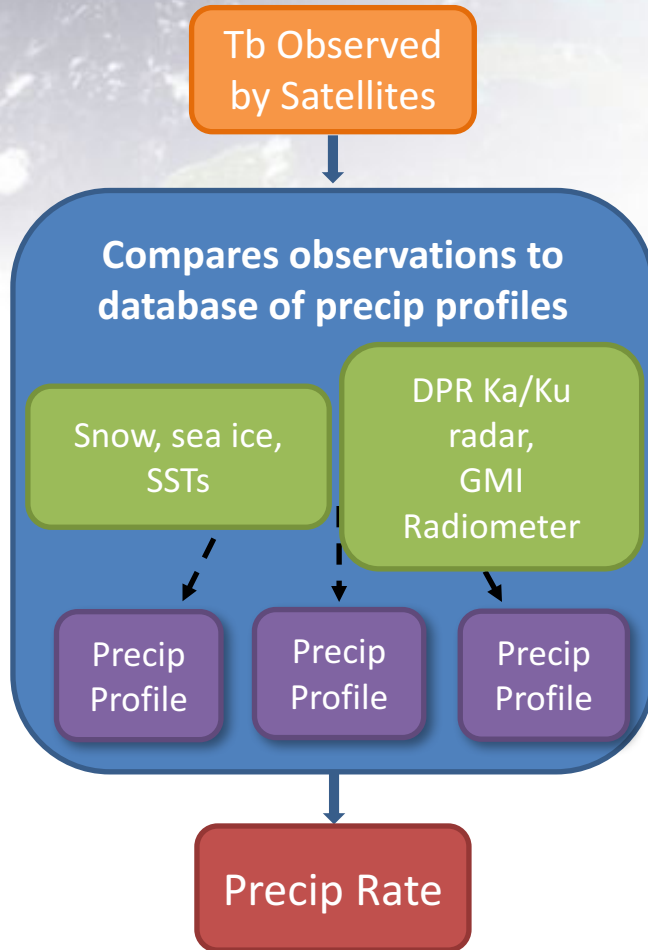 Tb Observed
by Satellites
Compares observations to
database of precip profiles
Snow, sea ice,
SSTs
DPR Ka/Ku
radar,
GMI
Radiometer
Precip
Profile
Precip
Profile
Precip
Profile
Precip Rate